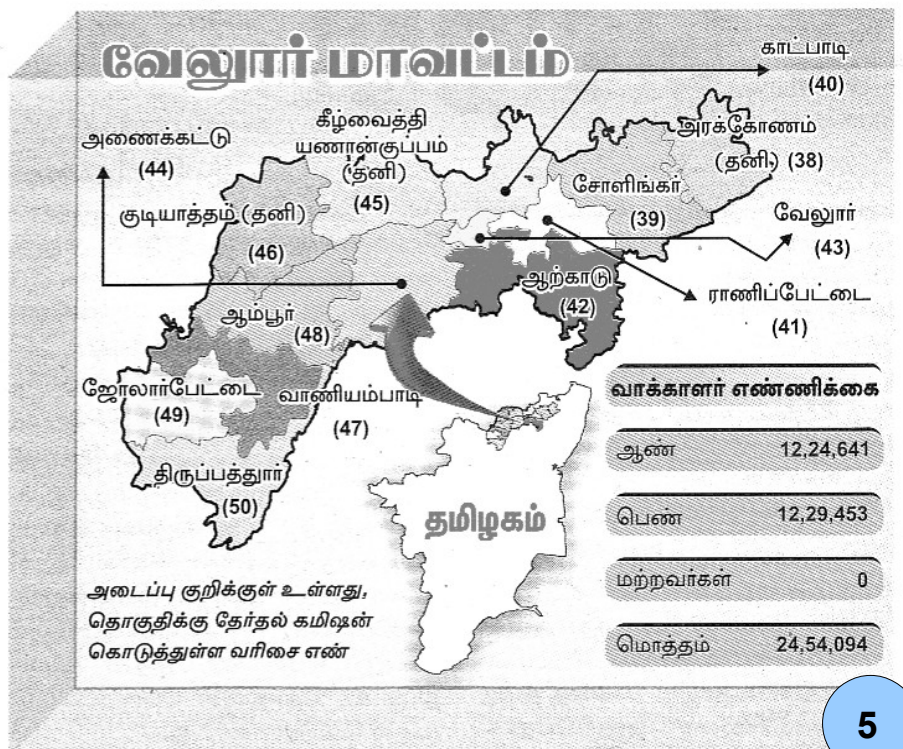 வேலூர் மாவட்டம்
காட்பாடி
(40)
அரக்கோணம்
(தனி) (38)
கீழ்வைத்தி
யணான்குப்பம்
(தனி)
(45)
அணைக்கட்டு
(44)
சோளிங்கர்
(39)
குடியாத்தம் (தனி)
(46)
வேலூர்
(43)
ஆற்காடு
(42)
ராணிப்பேட்டை
(41)
ஆம்பூர்
(48)
ஜோலார்பேட்டை
(49)
வாணியம்பாடி
(47)
திருப்பத்தூர்
(50)
தமிழகம்
வாக்காளர் எண்ணிக்கை
ஆண் 12,24,641
பெண் 12,29,453
மற்றவர்கள் 0
மொத்தம் 24,54,094
அடைப்பு குறிக்குள் உள்ளது,
தொகுதிக்கு தேர்தல் கமிஷன்
கொடுத்துள்ள வரிசை எண்
5